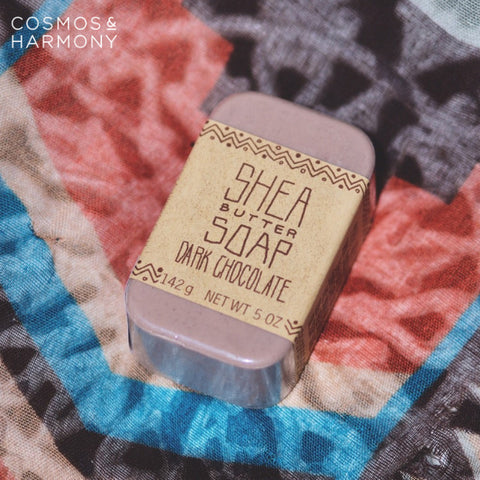 COSMOS &
HARMONY
SHEA
BUTTER
SOAP
DARK CHOCOLATE
142g NET WT 5 OZ